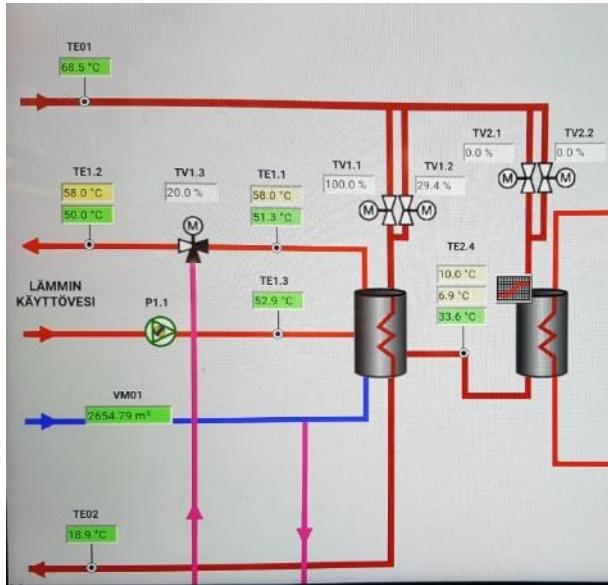 TE01
68.5 °C
TE1.2
58.0 °C
50.0 °C
TV1.3
20.0 %
TE1.1
58.0 °C
51.3 °C
TV1.1
100.0 %
TV1.2
29.4 %
TV2.1
0.0 %
TV2.2
0.0 %
M
M
M
M
M
TE2.4
10.0 °C
6.9 °C
33.6 °C
LÄMMIN
KÄYTTÖVESI
P1.1
TE1.3
52.9 °C
VM01
2654.79 m³
TE02
18.9 °C